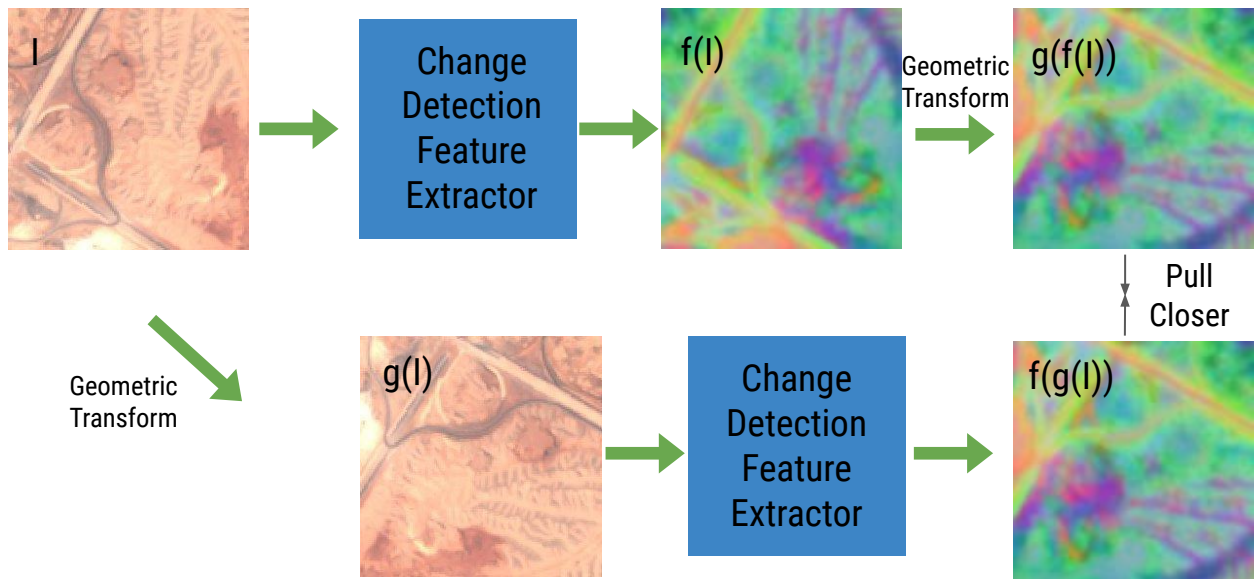 I
Change
Detection
Feature
Extractor
f(I)
Geometric
Transform
g(f(I))
Pull
Closer
Geometric
Transform
g(I)
Change
Detection
Feature
Extractor
f(g(I))